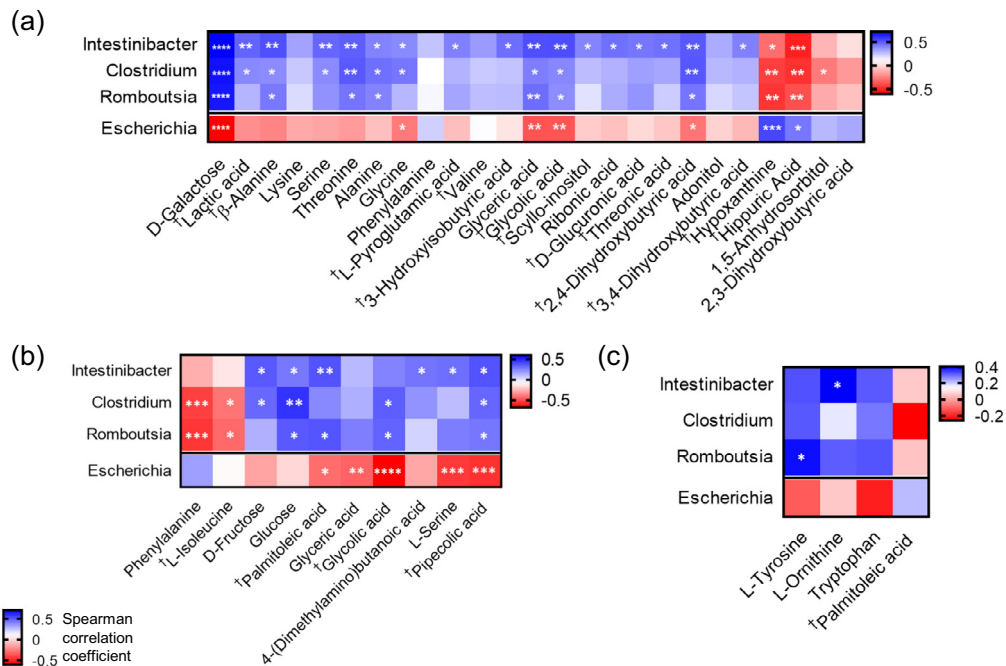 (a)
Intestinibacter **** ** ** ** ** * * * * ** ** * * * * ** * * *** 0.5
Clostridium **** * * * ** * * * * ** ** ** * 0
Romboutsia **** * * * ** * * ** ** -0.5
Escherichia **** * ** ** * *** *
D-Galactose
†Lactic acid
†β-Alanine
Lysine
Serine
Threonine
Alanine
Glycine
Phenylalanine
†L-Pyroglutamic acid
†Valine
†3-Hydroxyisobutyric acid
Glyceric acid
†Glycolic acid
†Scyllo-inositol
Ribonic acid
†D-Glucuronic acid
†Threonic acid
†2,4-Dihydroxybutyric acid
Adonitol
†3,4-Dihydroxybutyric acid
†Hypoxanthine
†Hippuric Acid
1,5-Anhydrosorbitol
2,3-Dihydroxybutyric acid
(b)
Intestinibacter * * ** * * * 0.5
Clostridium *** * * ** * * 0
Romboutsia *** * * * * * -0.5
Escherichia * ** **** *** ***
Phenylalanine
†L-Isoleucine
D-Fructose
Glucose
†Palmitoleic acid
Glyceric acid
†Glycolic acid
4-(Dimethylamino)butanoic acid
L-Serine
†Pipecolic acid
(c)
Intestinibacter * 0.4
Clostridium 0.2
Romboutsia * 0
Escherichia -0.2
L-Tyrosine
L-Ornithine
Tryptophan
†Palmitoleic acid
0.5 Spearman
0 correlation
-0.5 coefficient